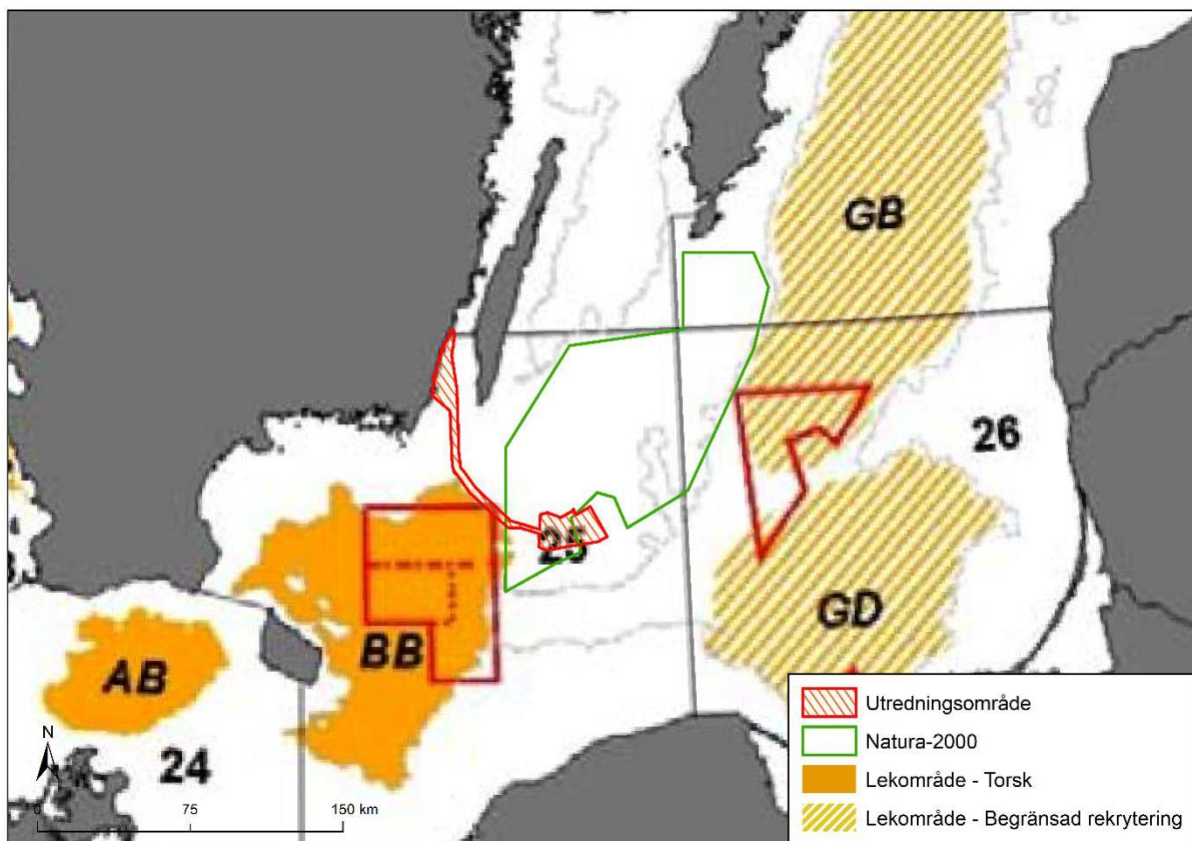 GB
26
25
GD
BB
AB
24
N
0 75 150 km
Utredningsområde
Natura-2000
Lekområde - Torsk
Lekområde - Begränsad rekrytering